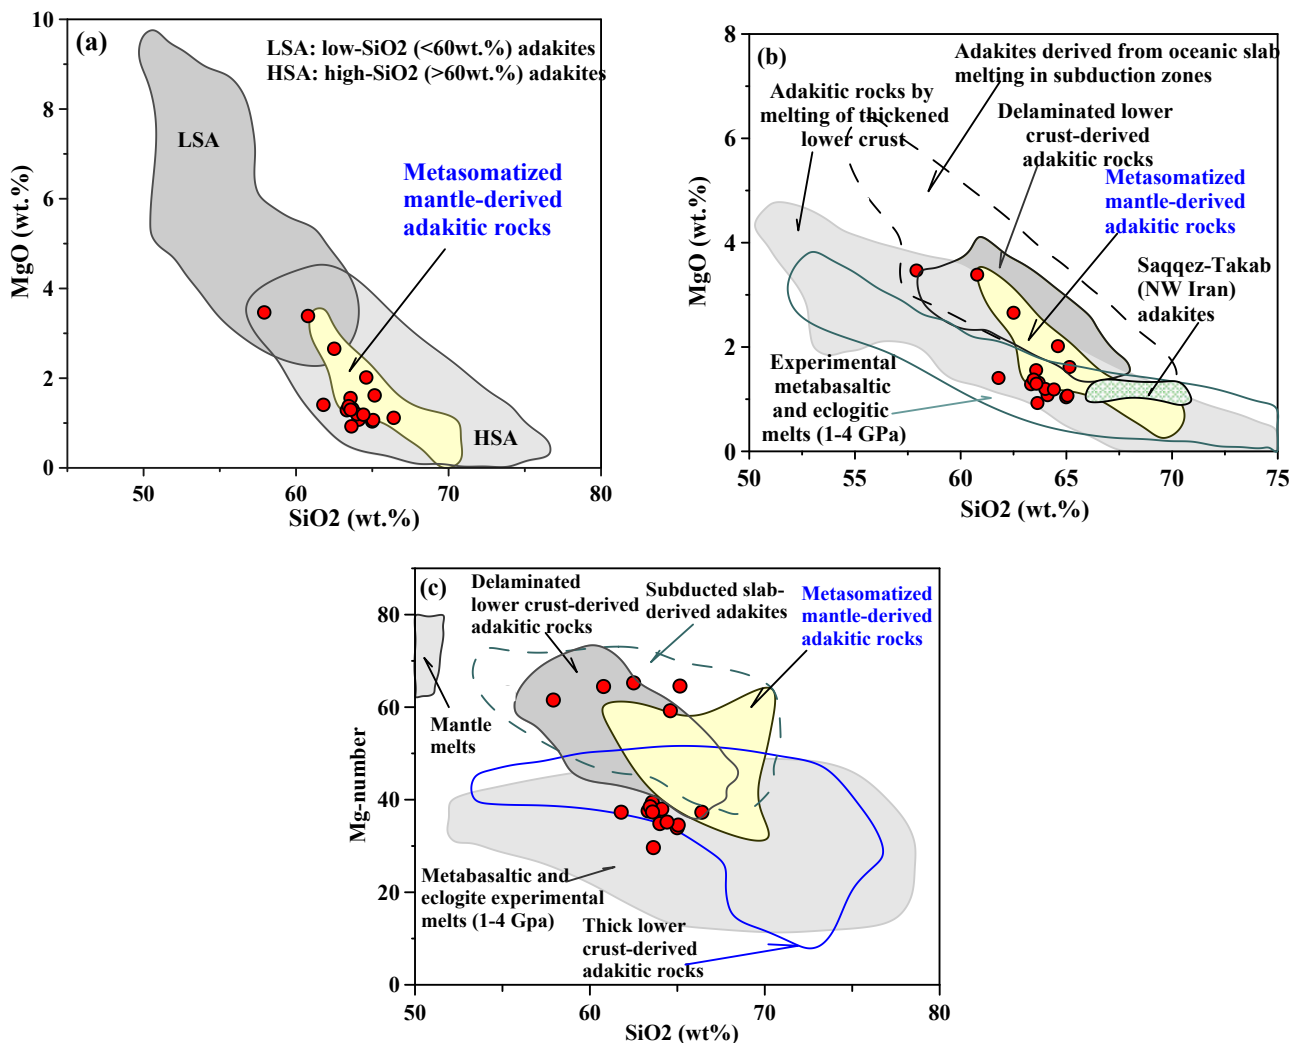 (a)
LSA: low-SiO2 (<60wt.%) adakites
HSA: high-SiO2 (>60wt.%) adakites
LSA
Metasomatized
mantle-derived
adakitic rocks
HSA
MgO (wt.%)
10
8
6
4
2
0
50
60
70
80
SiO2 (wt.%)
(b)
Adakites derived from oceanic slab
melting in subduction zones
Adakitic rocks by
melting of thickened
lower crust
Delaminated lower
crust-derived
adakitic rocks
Metasomatized
mantle-derived
adakitic rocks
Saqqez-Takab
(NW Iran)
adakites
Experimental
metabasaltic
and eclogitic
melts (1-4 GPa)
MgO (wt.%)
8
6
4
2
0
50
55
60
65
70
75
SiO2 (wt.%)
(c)
Delaminated
lower crust-derived
adakitic rocks
Subducted slab-
derived adakites
Metasomatized
mantle-derived
adakitic rocks
Mantle
melts
Metabasaltic and
eclogite experimental
melts (1-4 Gpa)
Thick lower
crust-derived
adakitic rocks
Mg-number
80
60
40
20
0
50
60
70
80
SiO2 (wt%)